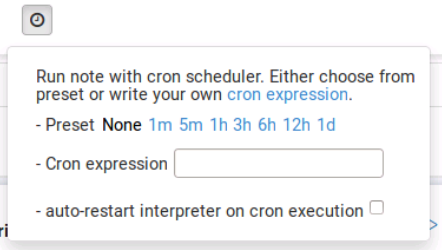 Run note with cron scheduler. Either choose from
preset or write your own cron expression.
- Preset None 1m 5m 1h 3h 6h 12h 1d
- Cron expression
- auto-restart interpreter on cron execution
ri
>